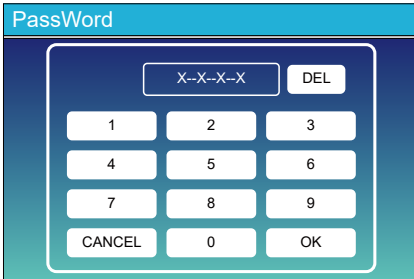 PassWord
X--X--X--X DEL
1 2 3
4 5 6
7 8 9
CANCEL 0 OK